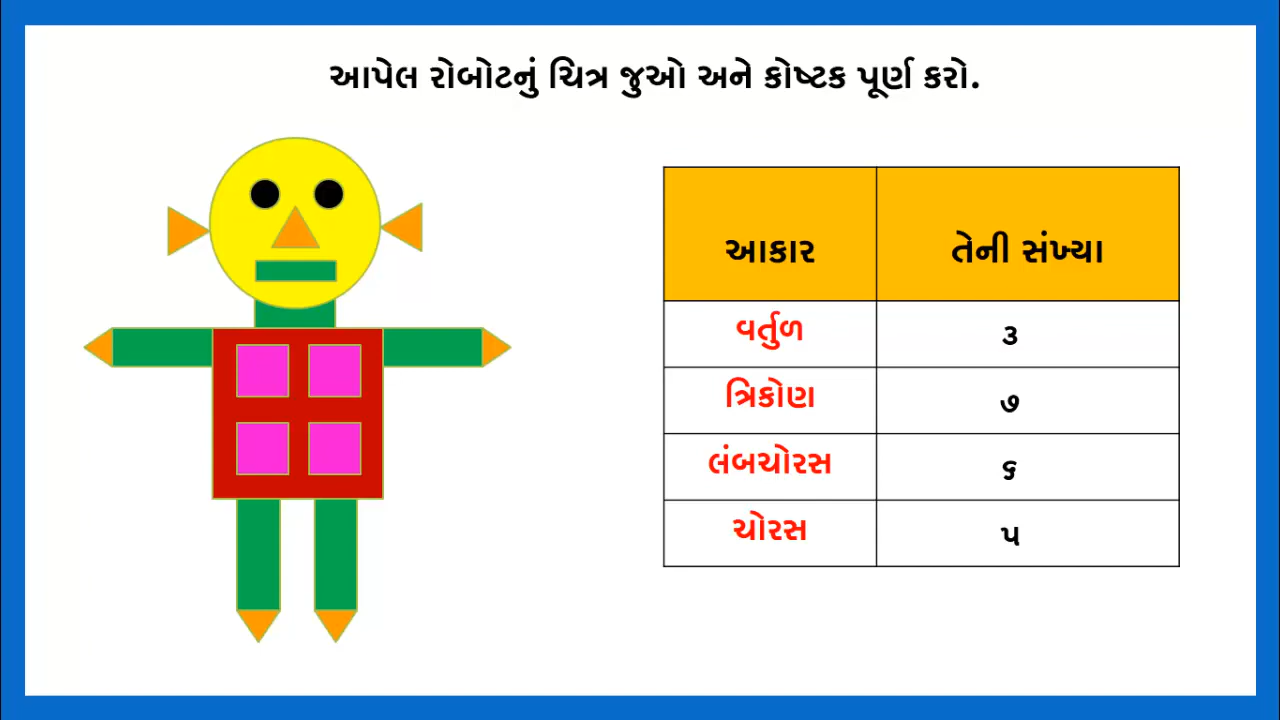 આપેલ રોબોટનું ચિત્ર જુઓ અને કોષ્ટક પૂર્ણ કરો.
આકાર તેની સંખ્યા
વર્તુળ ૩
ત્રિકોણ ૭
લંબચોરસ ૬
ચોરસ ૫